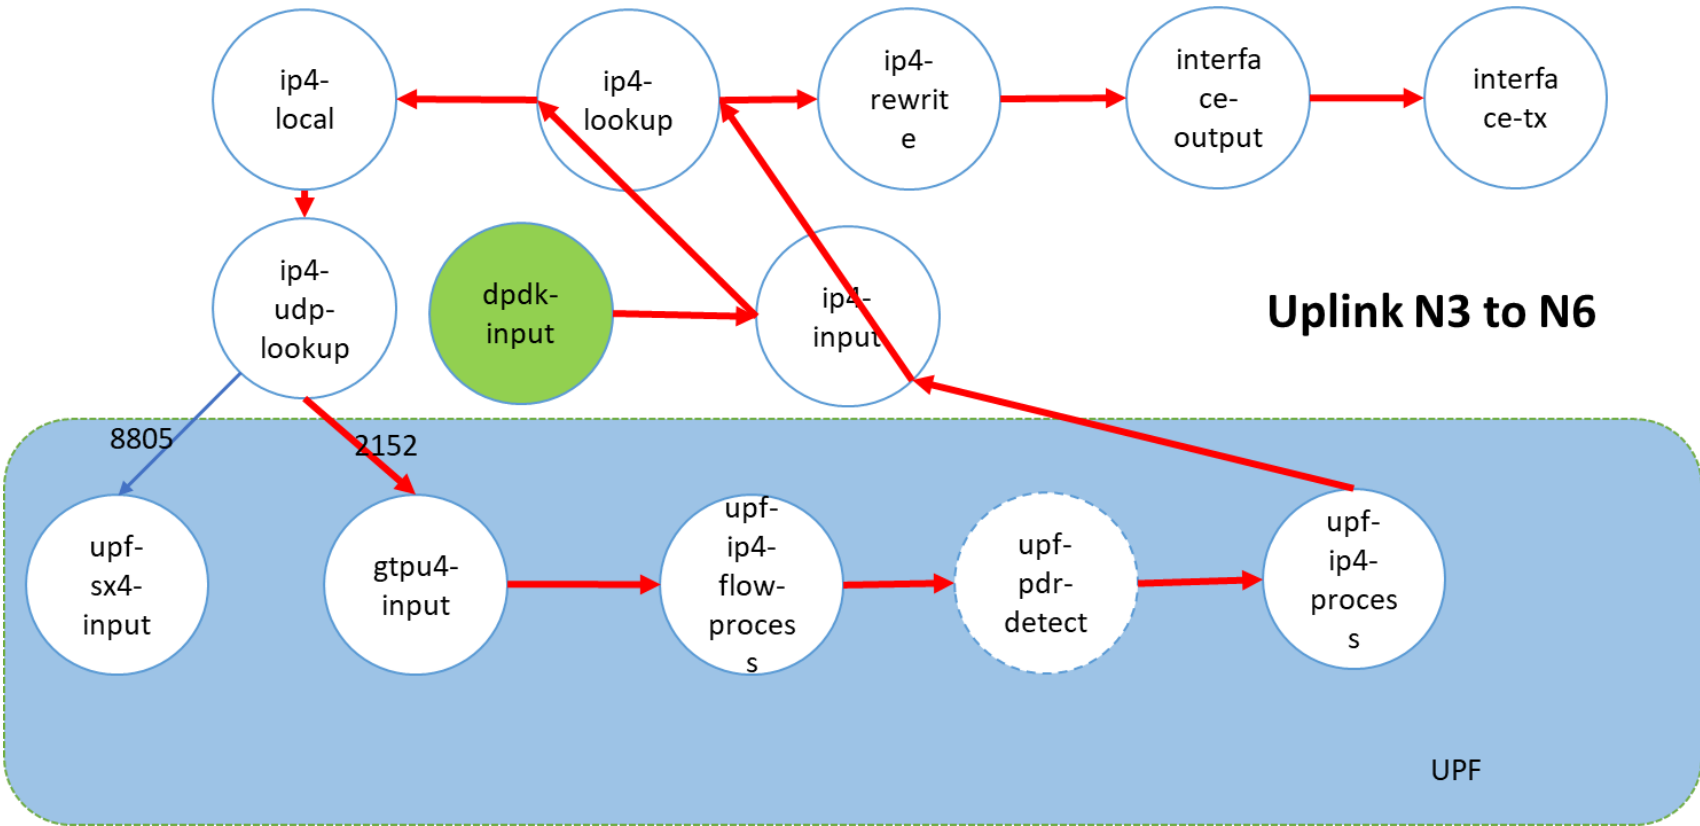 ip4-
local
ip4-
lookup
ip4-
rewrit
e
interfa
ce-
output
interfa
ce-tx
ip4-
udp-
lookup
dpdk-
input
ip4-
input
Uplink N3 to N6
8805
2152
upf-
sx4-
input
gtpu4-
input
upf-
ip4-
flow-
proces
s
upf-
pdr-
detect
upf-
ip4-
proces
s
UPF